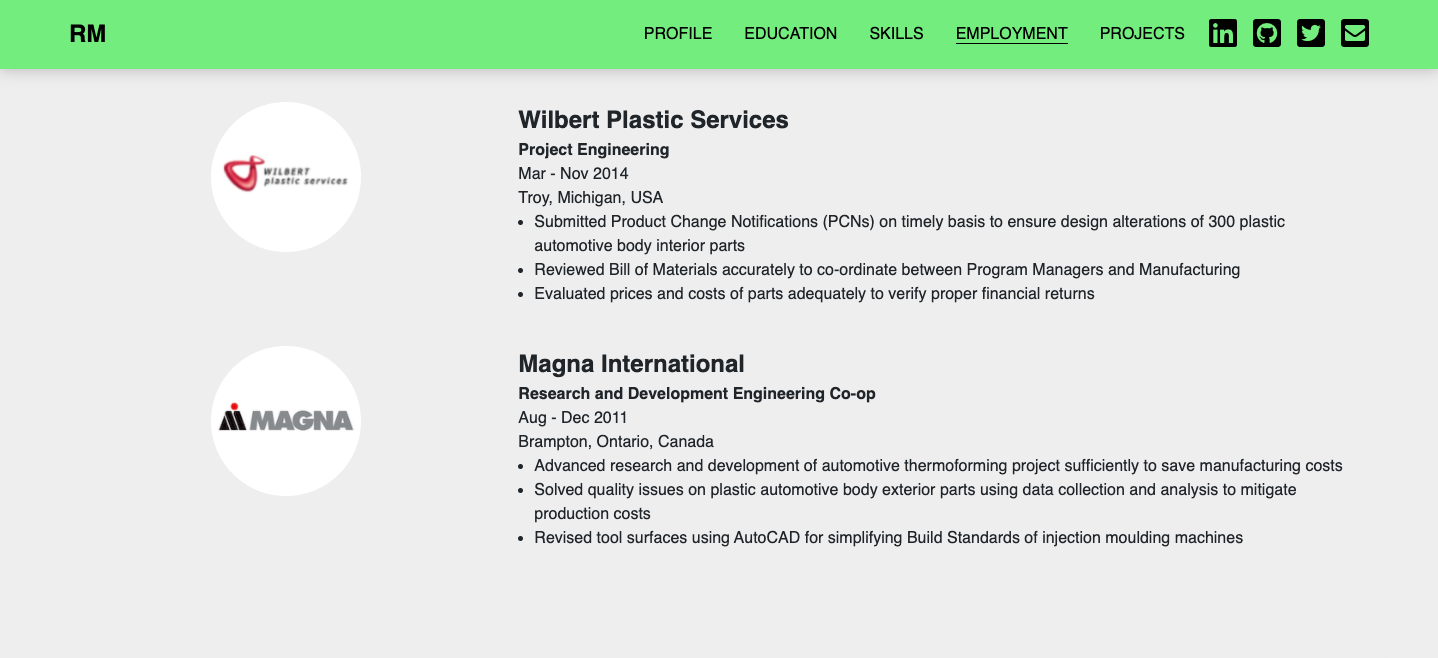 RM
PROFILE EDUCATION SKILLS EMPLOYMENT PROJECTS
WILBERT
plastic services
Wilbert Plastic Services
Project Engineering
Mar - Nov 2014
Troy, Michigan, USA
• Submitted Product Change Notifications (PCNs) on timely basis to ensure design alterations of 300 plastic
automotive body interior parts
• Reviewed Bill of Materials accurately to co-ordinate between Program Managers and Manufacturing
• Evaluated prices and costs of parts adequately to verify proper financial returns
MAGNA
Magna International
Research and Development Engineering Co-op
Aug - Dec 2011
Brampton, Ontario, Canada
• Advanced research and development of automotive thermoforming project sufficiently to save manufacturing costs
• Solved quality issues on plastic automotive body exterior parts using data collection and analysis to mitigate
production costs
• Revised tool surfaces using AutoCAD for simplifying Build Standards of injection moulding machines